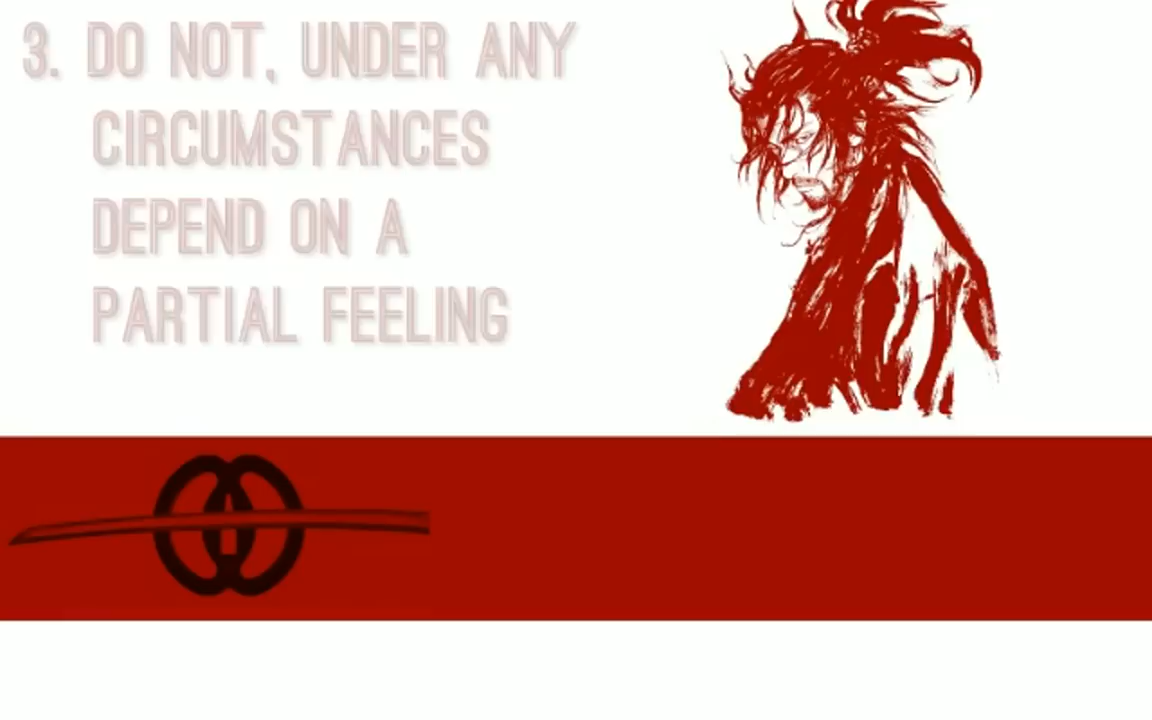 3. DO NOT, UNDER ANY
CIRCUMSTANCES
DEPEND ON A
PARTIAL FEELING